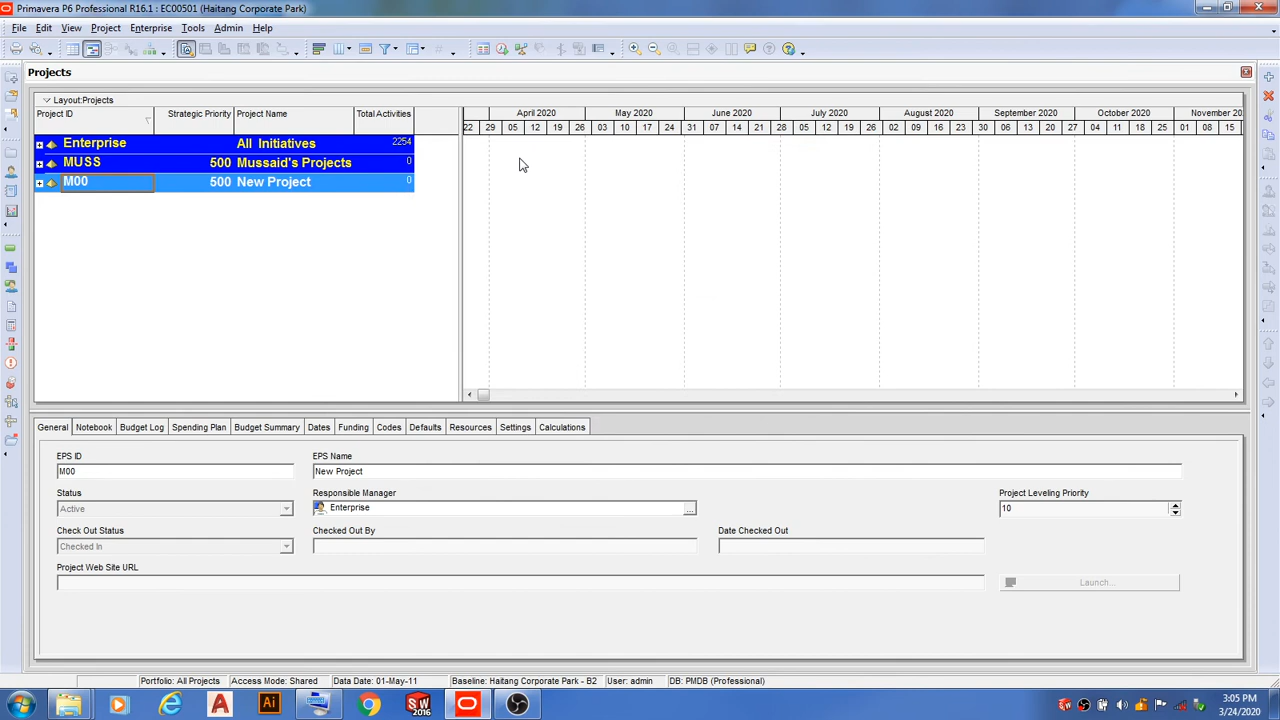 Primavera P6 Professional R16.1 : EC00501 (Haitang Corporate Park)
File Edit View Project Enterprise Tools Admin Help
Projects
Layout:Projects
Project ID Strategic Priority Project Name Total Activities
April 2020 May 2020 June 2020 July 2020 August 2020 September 2020 October 2020 November 20
22 29 05 12 19 26 03 10 17 24 31 07 14 21 28 05 12 19 26 02 09 16 23 30 06 13 20 27 04 11 18 25 01 08 15
Enterprise All Initiatives 2254
MUSS 500 Mussaid's Projects 0
M00 500 New Project 0
General Notebook Budget Log Spending Plan Budget Summary Dates Funding Codes Defaults Resources Settings Calculations
EPS ID EPS Name
M00 New Project
Status Responsible Manager Project Leveling Priority
Active Enterprise ... 10
Check Out Status Checked Out By Date Checked Out
Checked In
Project Web Site URL
Launch...
Portfolio: All Projects Access Mode: Shared Data Date: 01-May-11 Baseline: Haitang Corporate Park - B2 User: admin DB: PMDB (Professional)
Ai SW 2016
3:05 PM
3/24/2020